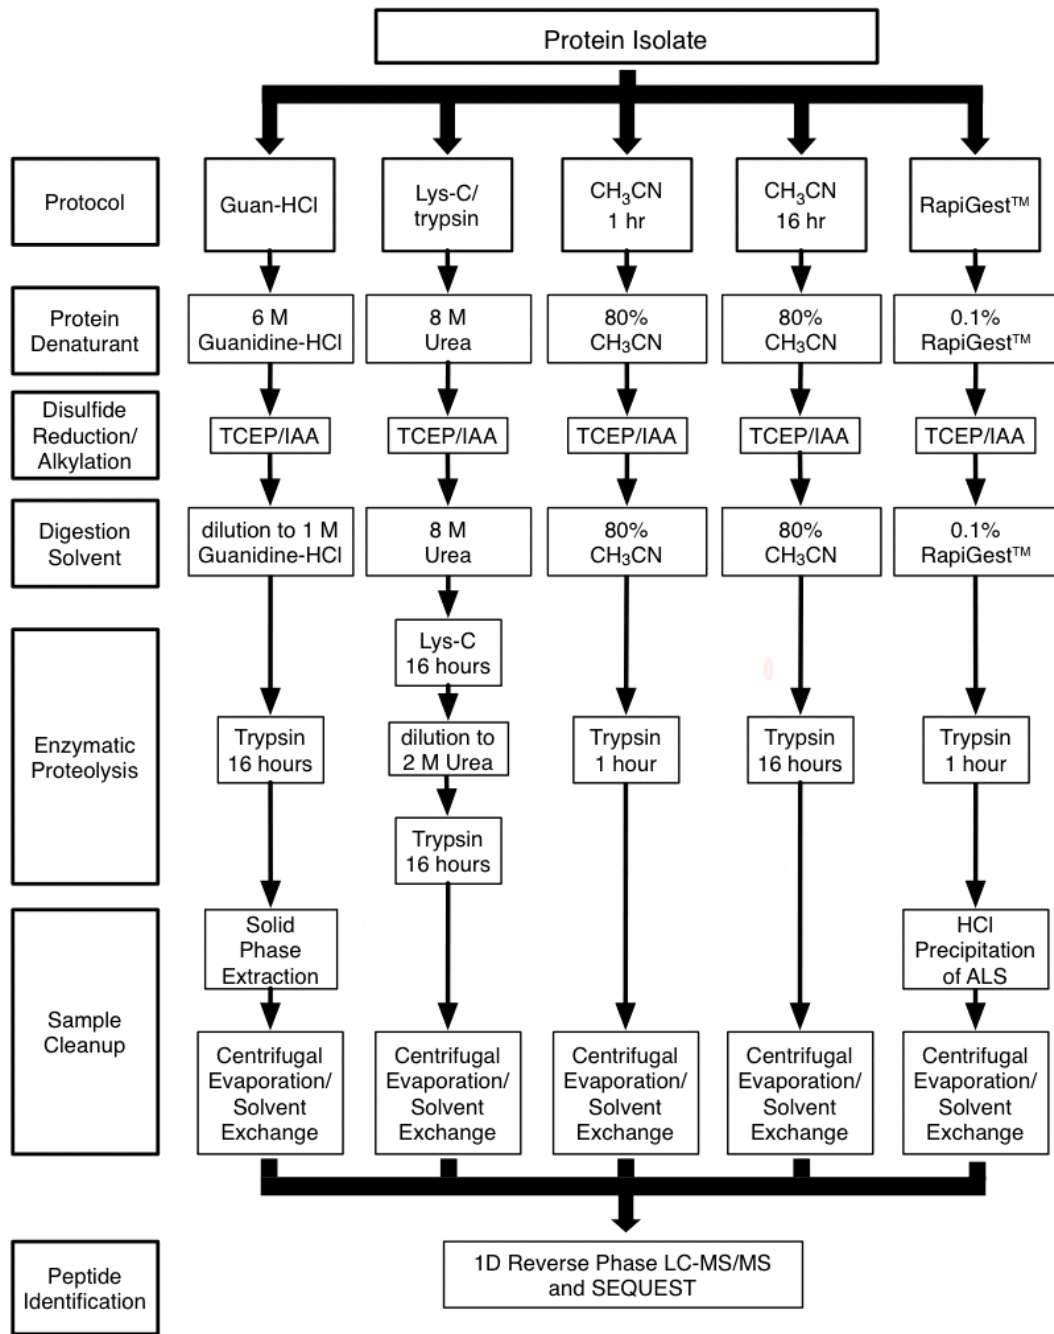 Protein Isolate
Protocol
Guan-HCl
Lys-C/
trypsin
CH₃CN
1 hr
CH₃CN
16 hr
RapiGest™
Protein
Denaturant
6 M
Guanidine-HCl
8 M
Urea
80%
CH₃CN
80%
CH₃CN
0.1%
RapiGest™
Disulfide
Reduction/
Alkylation
TCEP/IAA
TCEP/IAA
TCEP/IAA
TCEP/IAA
TCEP/IAA
Digestion
Solvent
dilution to 1 M
Guanidine-HCl
8 M
Urea
80%
CH₃CN
80%
CH₃CN
0.1%
RapiGest™
Enzymatic
Proteolysis
Trypsin
16 hours
Lys-C
16 hours
dilution to
2 M Urea
Trypsin
16 hours
Trypsin
1 hour
Trypsin
16 hours
Trypsin
1 hour
Sample
Cleanup
Solid
Phase
Extraction
HCl
Precipitation
of ALS
Centrifugal
Evaporation/
Solvent
Exchange
Centrifugal
Evaporation/
Solvent
Exchange
Centrifugal
Evaporation/
Solvent
Exchange
Centrifugal
Evaporation/
Solvent
Exchange
Centrifugal
Evaporation/
Solvent
Exchange
Peptide
Identification
1D Reverse Phase LC-MS/MS
and SEQUEST